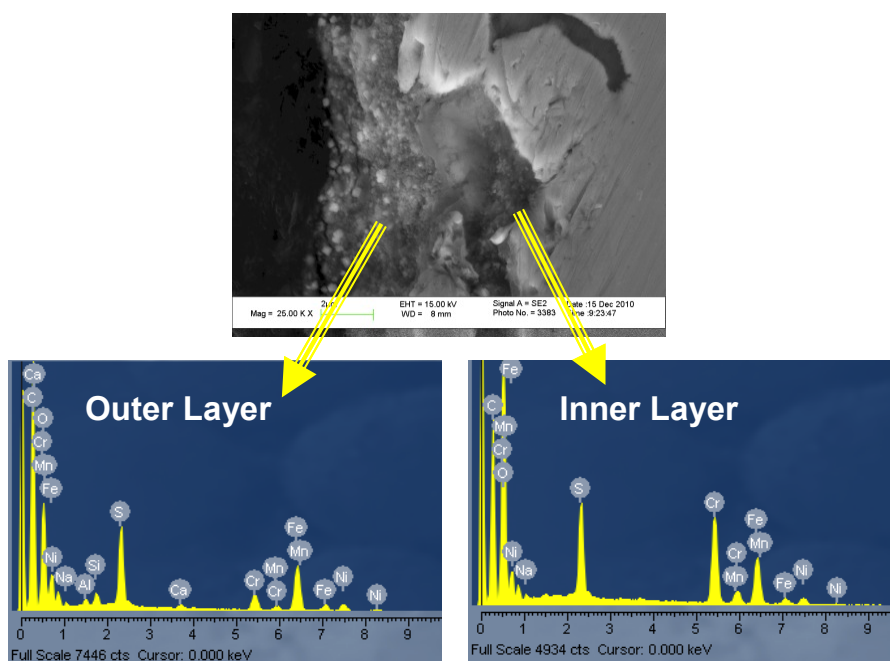 2µm
EHT = 15.00 kV
Signal A = SE2
Date :15 Dec 2010
Mag = 25.00 K X
WD = 8 mm
Photo No. = 3383
Time :9:23:47
Outer Layer
Ca
C
O
Cr
Mn
Fe
Ni
Na
Al
Si
S
Ca
Cr
Mn
Cr
Fe
Mn
Fe
Ni
Ni
0 1 2 3 4 5 6 7 8 9
Full Scale 7446 cts Cursor: 0.000 keV
Inner Layer
Fe
C
Mn
Cr
O
Ni
Na
S
Cr
Cr
Mn
Fe
Mn
Fe
Ni
Ni
0 1 2 3 4 5 6 7 8 9
Full Scale 4934 cts Cursor: 0.000 keV